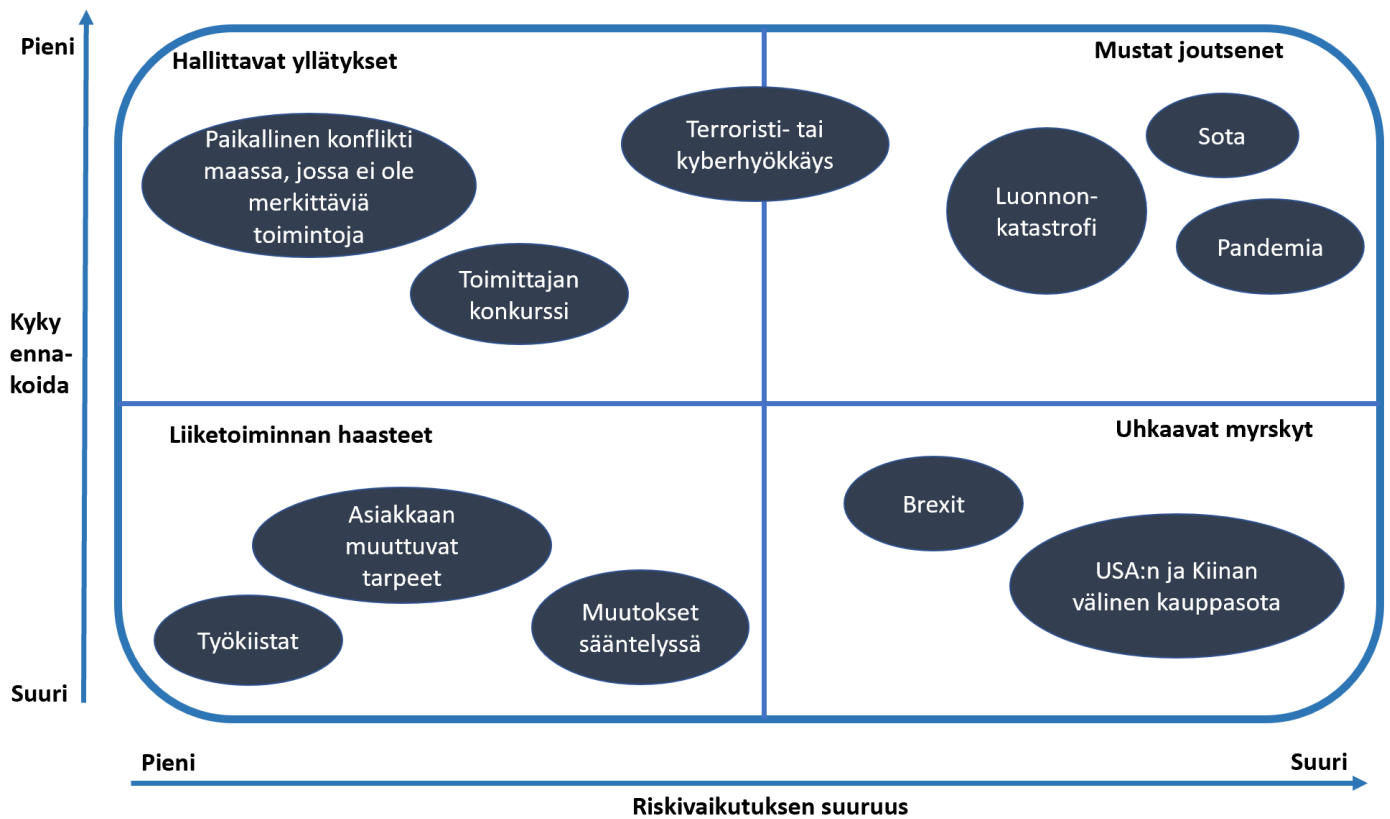 Pieni
Hallittavat yllätykset
Mustat joutsenet
Paikallinen konflikti
maassa, jossa ei ole
merkittäviä
toimintoja
Terroristi- tai
kyberhyökkäys
Sota
Luonnon-
katastrofi
Pandemia
Toimittajan
konkurssi
Kyky
enna-
koida
Liiketoiminnan haasteet
Uhkaavat myrskyt
Asiakkaan
muuttuvat
tarpeet
Brexit
USA:n ja Kiinan
välinen kauppasota
Työkiistat
Muutokset
sääntelyssä
Suuri
Pieni
Suuri
Riskivaikutuksen suuruus